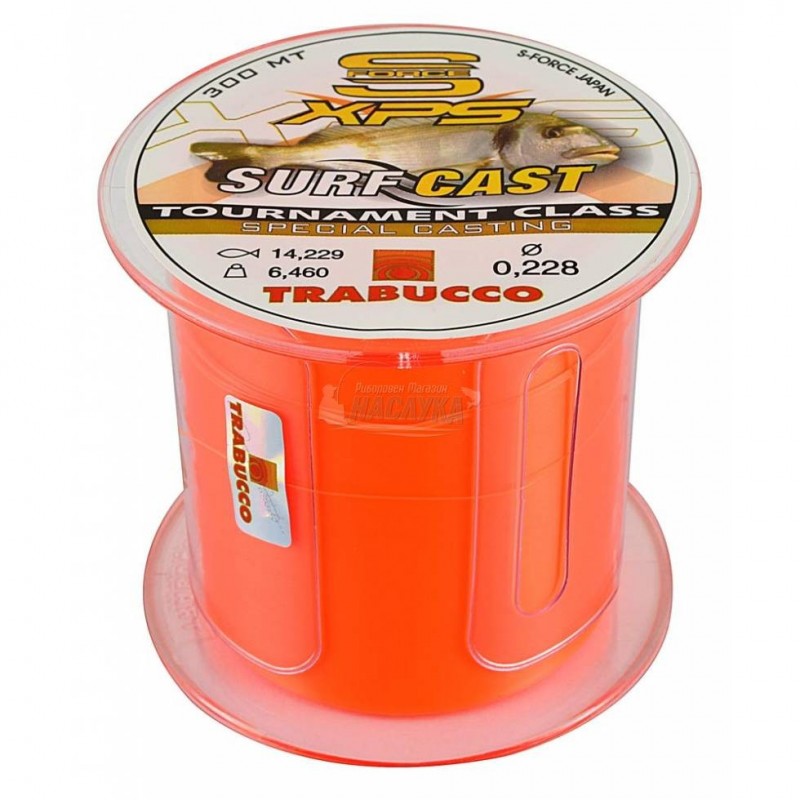 300 MT
S
FORCE
XPS
S-FORCE JAPAN
SURF CAST
TOURNAMENT CLASS
SPECIAL CASTING
14,229
6,460
Ø
0,228
TRABUCCO
TRABUCCO
Риболовен Магазин
НАСЛУКА